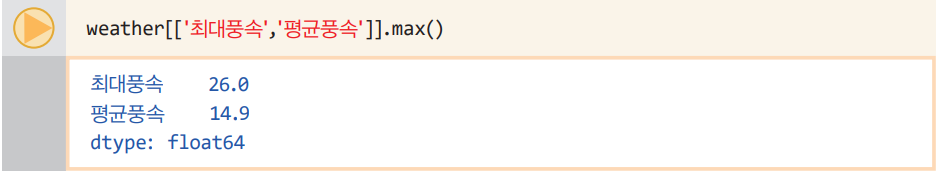 weather[['최대풍속','평균풍속']].max()
최대풍속    26.0
평균풍속    14.9
dtype: float64